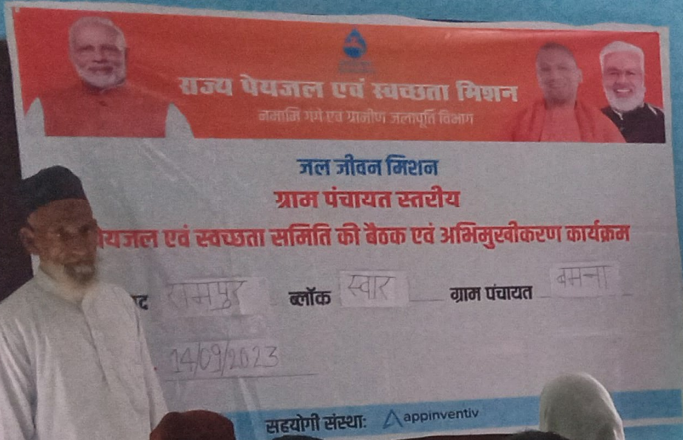 राज्य पेयजल एवं स्वच्छता मिशन
नमामि गंगे एवं ग्रामीण जलापूर्ति विभाग
जल जीवन मिशन
ग्राम पंचायत स्तरीय
पेयजल एवं स्वच्छता समिति की बैठक एवं अभिमुखीकरण कार्यक्रम
रामपुर ब्लॉक स्वार ग्राम पंचायत
14/09/2023
सहयोगी संस्था: appinventiv